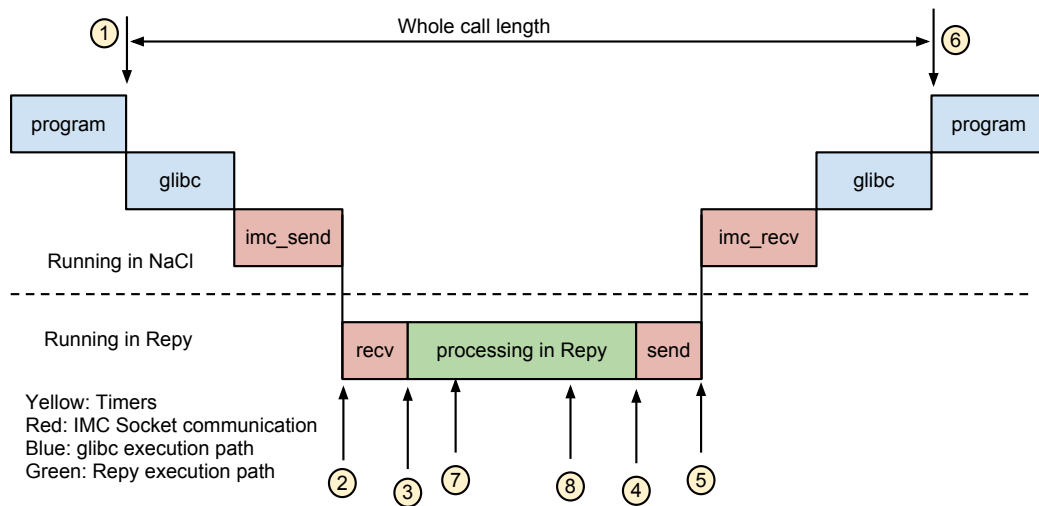 1
Whole call length
6
program
program
glibc
glibc
imc_send
imc_recv
Running in NaCl
Running in Repy
recv
processing in Repy
send
Yellow: Timers
Red: IMC Socket communication
Blue: glibc execution path
Green: Repy execution path
2
3
7
8
4
5